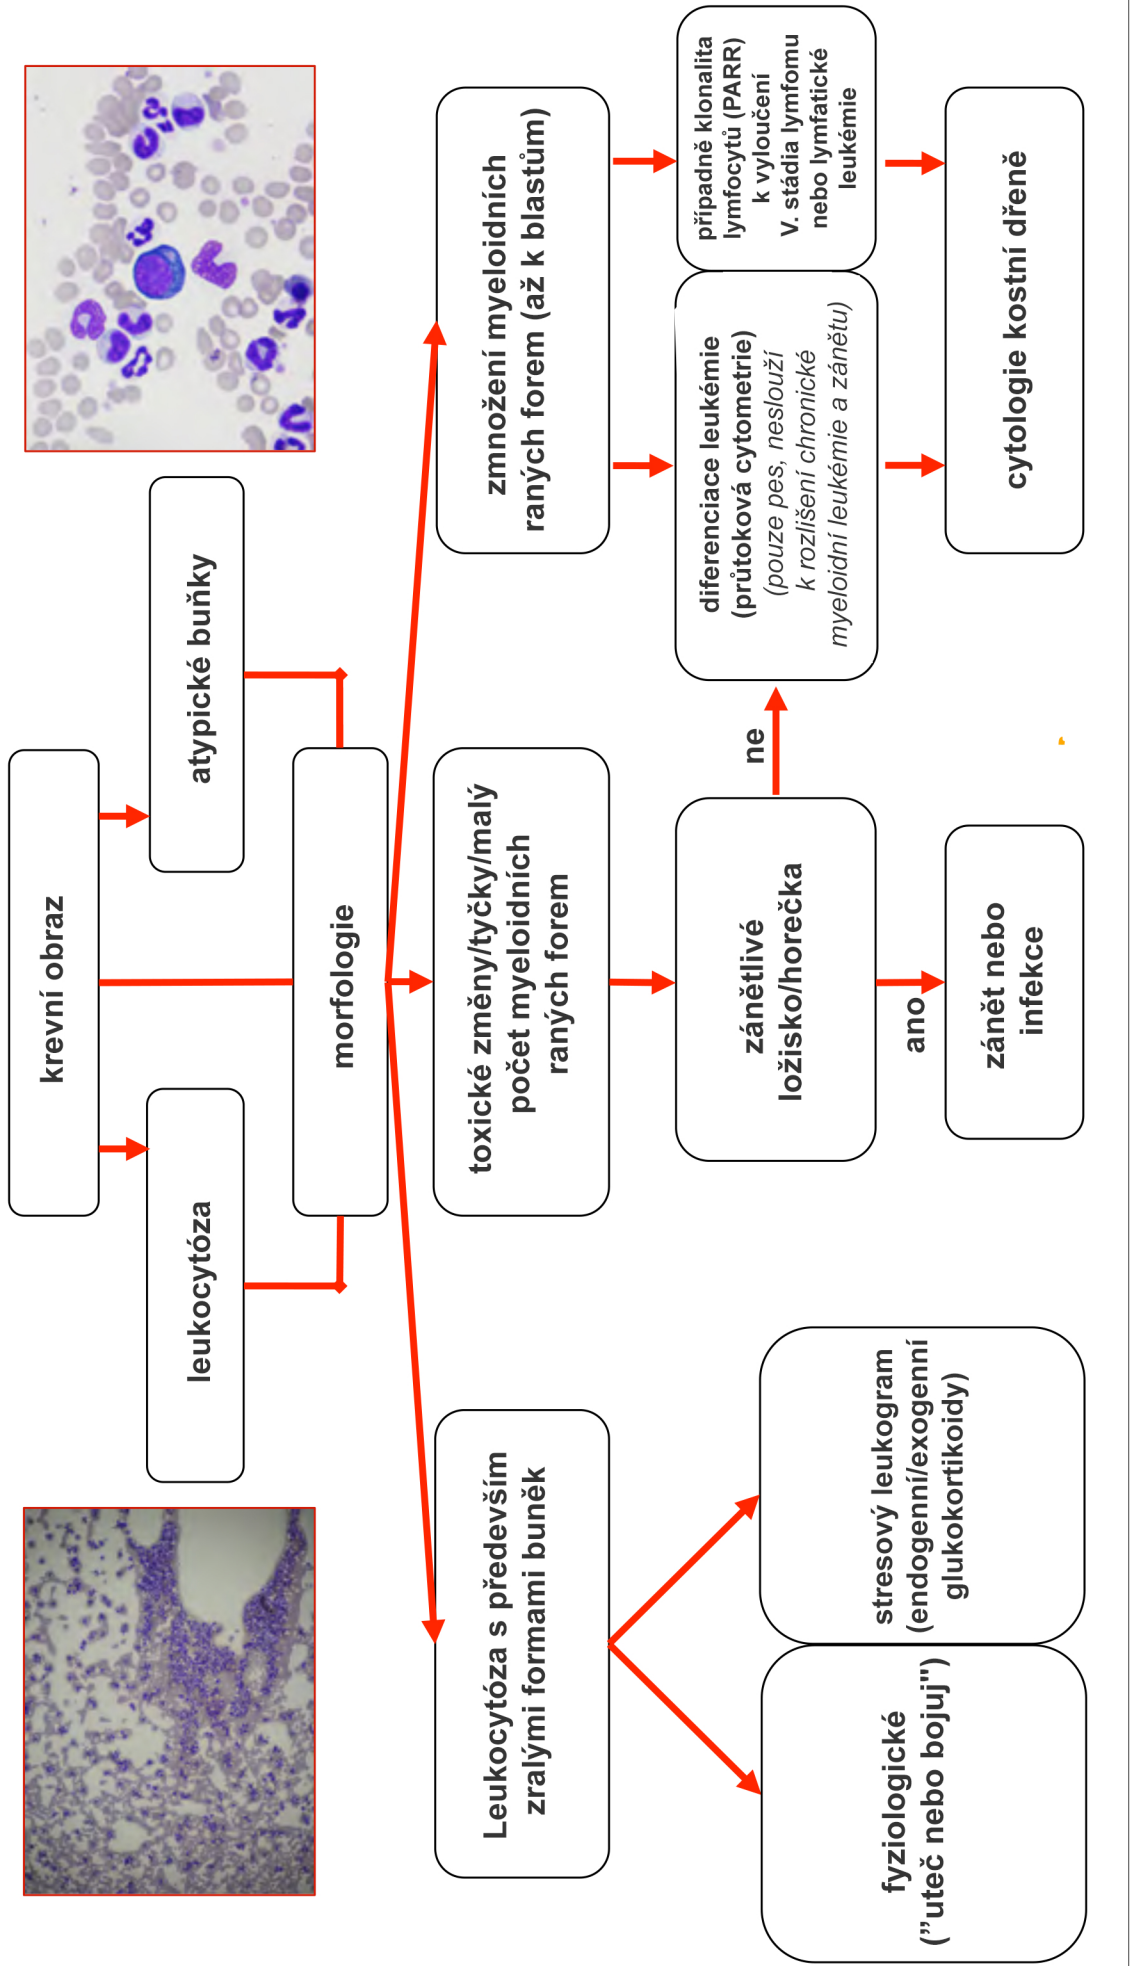 krevní obraz
leukocytóza
atypické buňky
morfologie
Leukocytóza s především
zralými formami buněk
toxické změny/tyčky/malý
počet myeloidních
raných forem
zmnožení myeloidních
raných forem (až k blastům)
fyziologické
(”uteč nebo bojuj")
stresový leukogram
(endogenní/exogenní
glukokortikoidy)
zánětlivé
ložisko/horečka
ne
ano
zánět nebo
infekce
diferenciace leukémie
(průtoková cytometrie)
(pouze pes, neslouží
k rozlišení chronické
myeloidní leukémie a zánětu)
případně klonalita
lymfocytů (PARR)
k vyloučení
V. stádia lymfomu
nebo lymfatické
leukémie
cytologie kostní dřeně